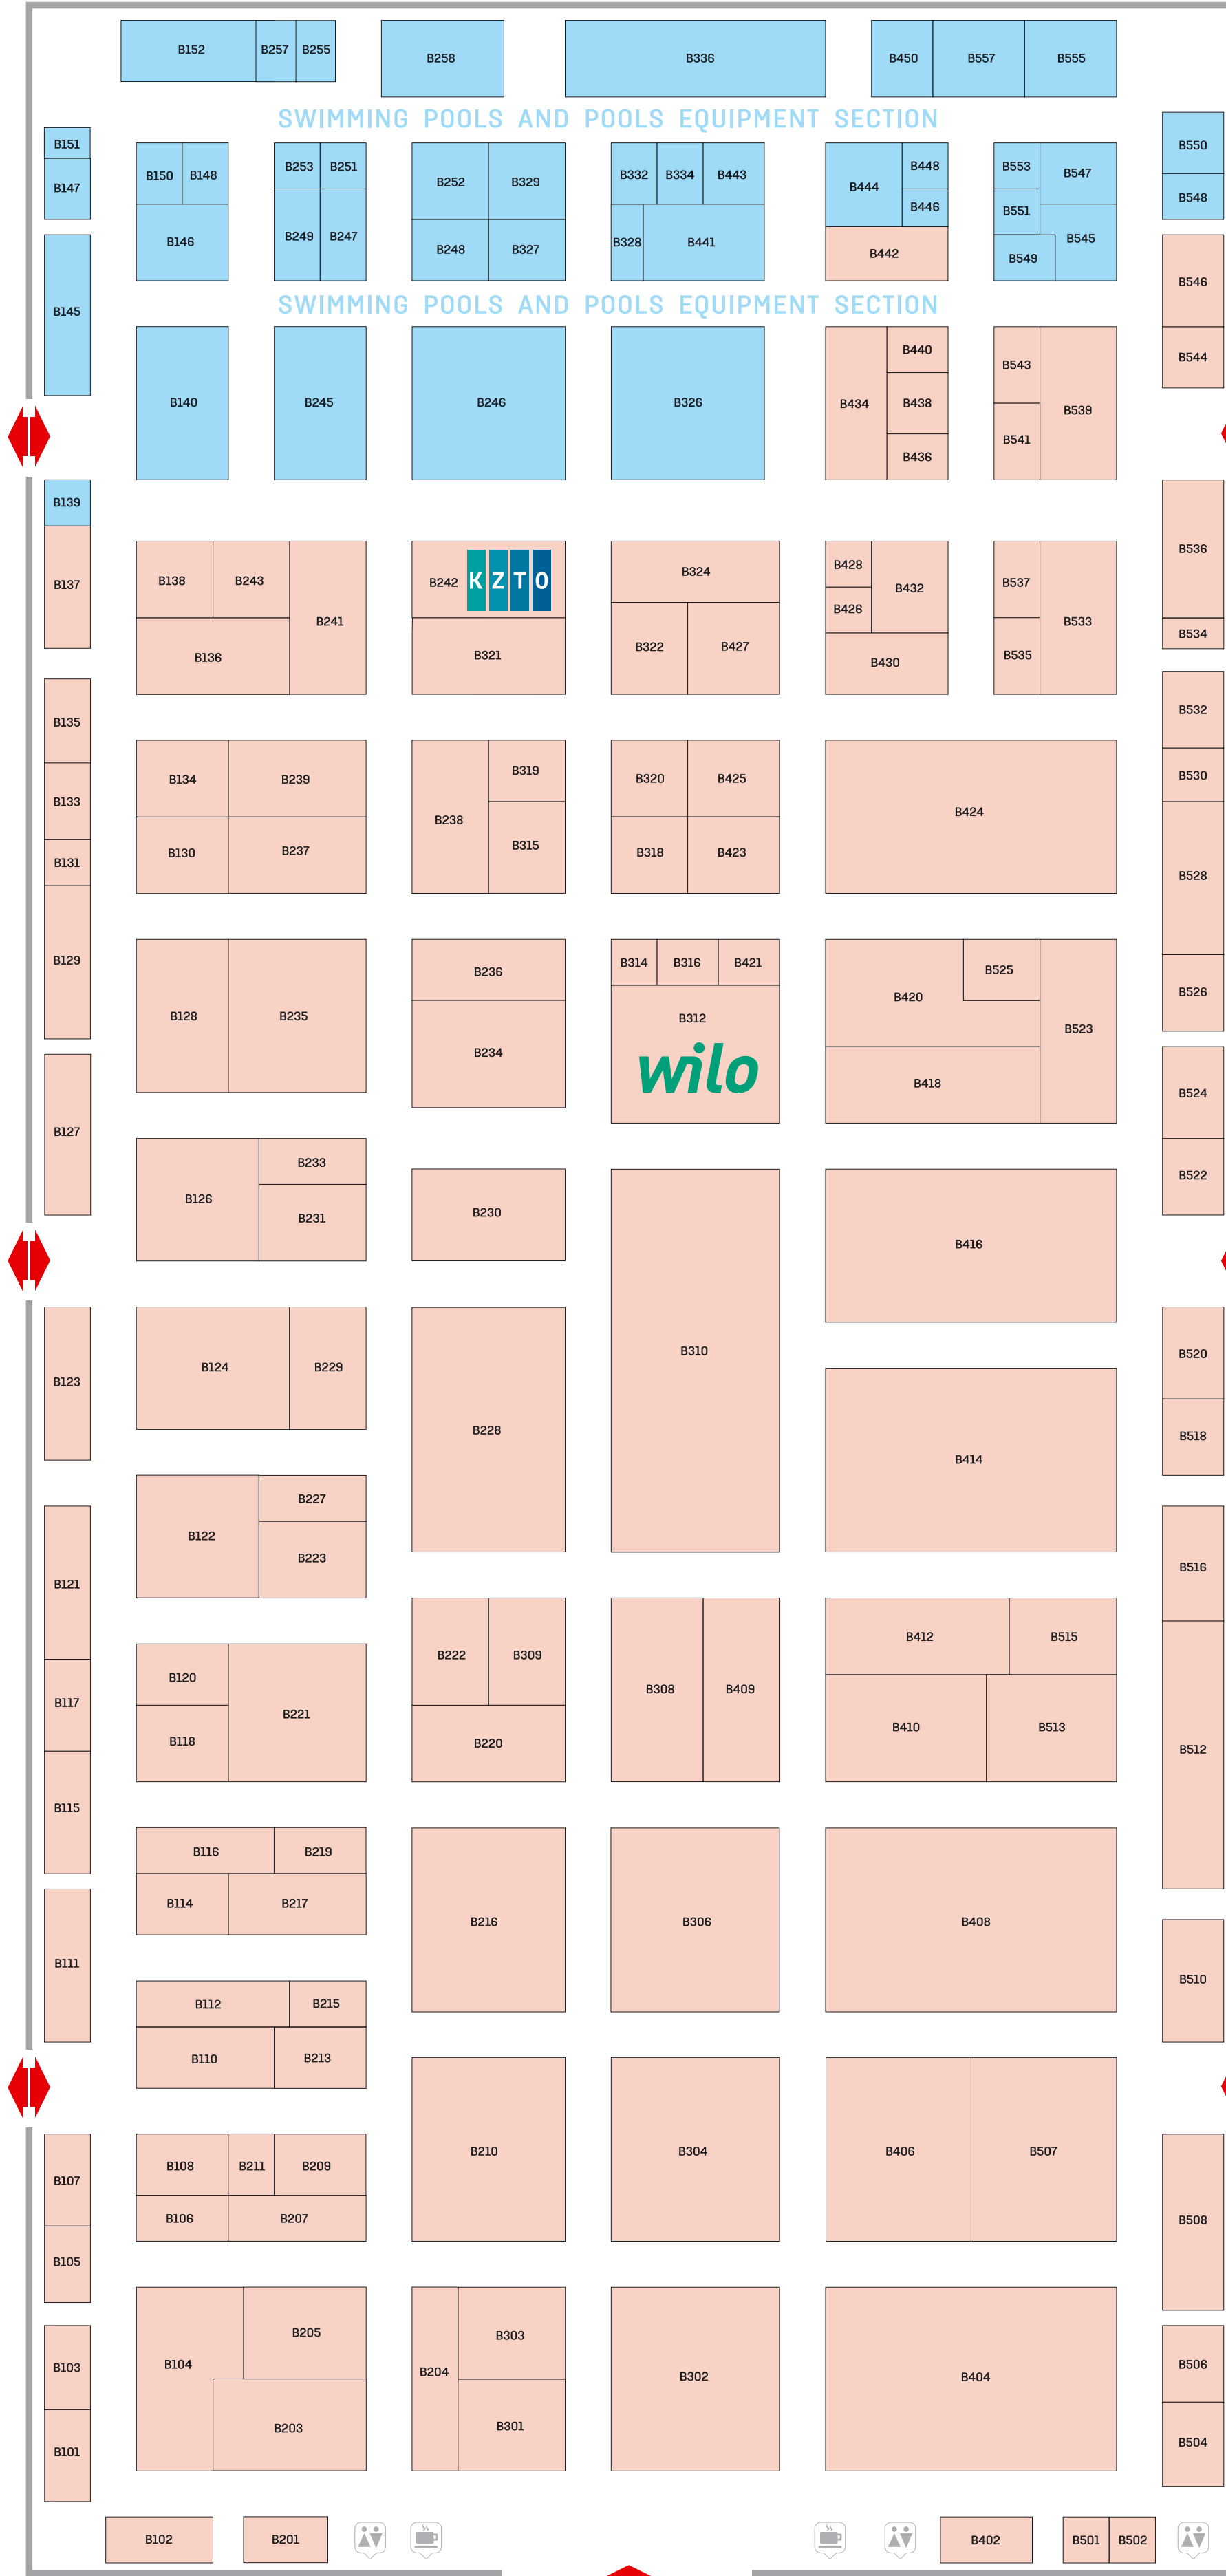 B152 B257 B255 B258 B336 B450 B557 B555
SWIMMING POOLS AND POOLS EQUIPMENT SECTION
B151 B550
B150 B148 B253 B251 B252 B329 B332 B334 B443 B444 B448 B553 B547
B147 B446 B551 B548
B146 B249 B247 B248 B327 B328 B441 B442 B549 B545
SWIMMING POOLS AND POOLS EQUIPMENT SECTION
B145 B546
B440 B543 B544
B140 B245 B246 B326 B434 B438 B539
B436 B541
B139
B536
B137 B138 B243 B242 KZTO B324 B428 B432 B537
B426
B241 B533 B534
B136 B321 B322 B427 B430 B535
B135 B532
B134 B239 B319 B320 B425 B530
B133 B238 B424
B131 B130 B237 B315 B318 B423 B528
B129 B236 B314 B316 B421 B420 B525 B526
B128 B235 B312 B523
B234 wilo B418 B524
B127
B126 B233 B522
B231 B230 B416
B123 B124 B229 B310 B520
B228 B414 B518
B122 B227
B223 B516
B121
B120 B222 B309 B412 B515
B117 B221 B308 B409
B118 B220 B410 B513 B512
B115
B116 B219
B114 B217 B216 B306 B408
B111 B510
B112 B215
B110 B213
B107 B108 B211 B209 B210 B304 B406 B507
B106 B207 B508
B105
B205 B303
B103 B104 B204 B302 B404 B506
B203 B301
B101 B504
B102 B201 B402 B501 B502